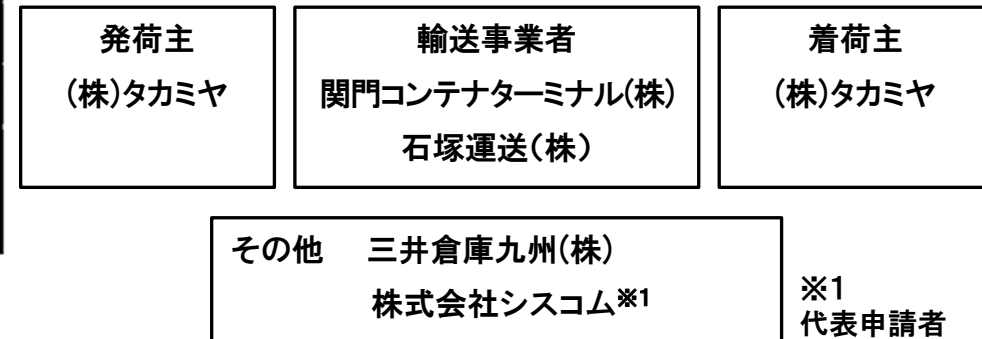 発荷主
(株)タカミヤ
輸送事業者
関門コンテナターミナル(株)
石塚運送(株)
着荷主
(株)タカミヤ
その他 三井倉庫九州(株)
株式会社シスコム※1
※1
代表申請者